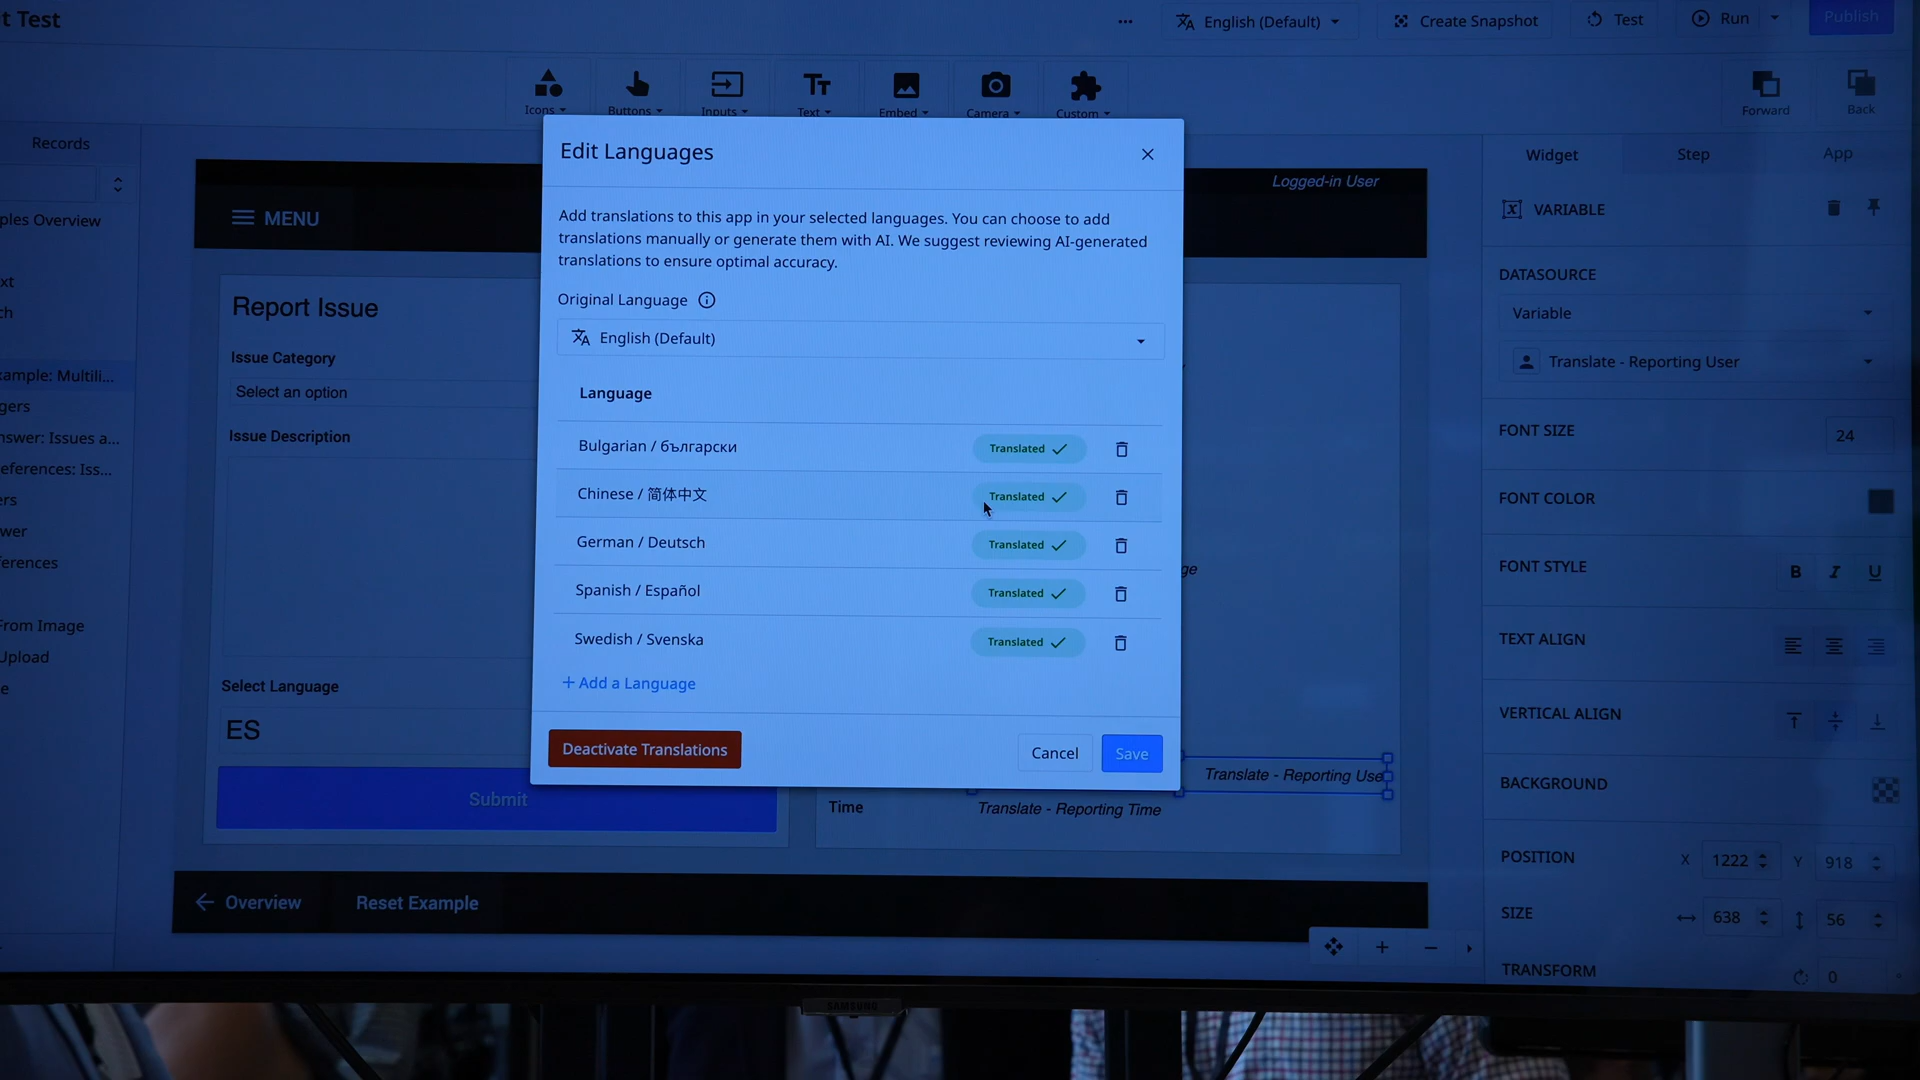 t Test
English (Default)
Create Snapshot
Test
Run
Publish
Icons
Buttons
Inputs
Text
Embed
Camera
Custom
Forward
Back
Records
ples Overview
xt
ch
ample: Multili...
gers
nswer: Issues a...
eferences: Iss...
ers
wer
erences
From Image
Upload
e
Logged-in User
MENU
Report Issue
Issue Category
Select an option
Issue Description
Select Language
ES
Submit
Edit Languages
Add translations to this app in your selected languages. You can choose to add
translations manually or generate them with AI. We suggest reviewing AI-generated
translations to ensure optimal accuracy.
Original Language
English (Default)
Language
Bulgarian / български Translated
Chinese / 简体中文 Translated
German / Deutsch Translated
Spanish / Español Translated
Swedish / Svenska Translated
+ Add a Language
Deactivate Translations
Cancel
Save
ge
Translate - Reporting Use
Time
Translate - Reporting Time
Overview
Reset Example
Widget
Step
App
VARIABLE
DATASOURCE
Variable
Translate - Reporting User
FONT SIZE
24
FONT COLOR
FONT STYLE
B I U
TEXT ALIGN
VERTICAL ALIGN
BACKGROUND
POSITION X 1222 Y 918
SIZE 638 56
TRANSFORM 0
SAMSUNG